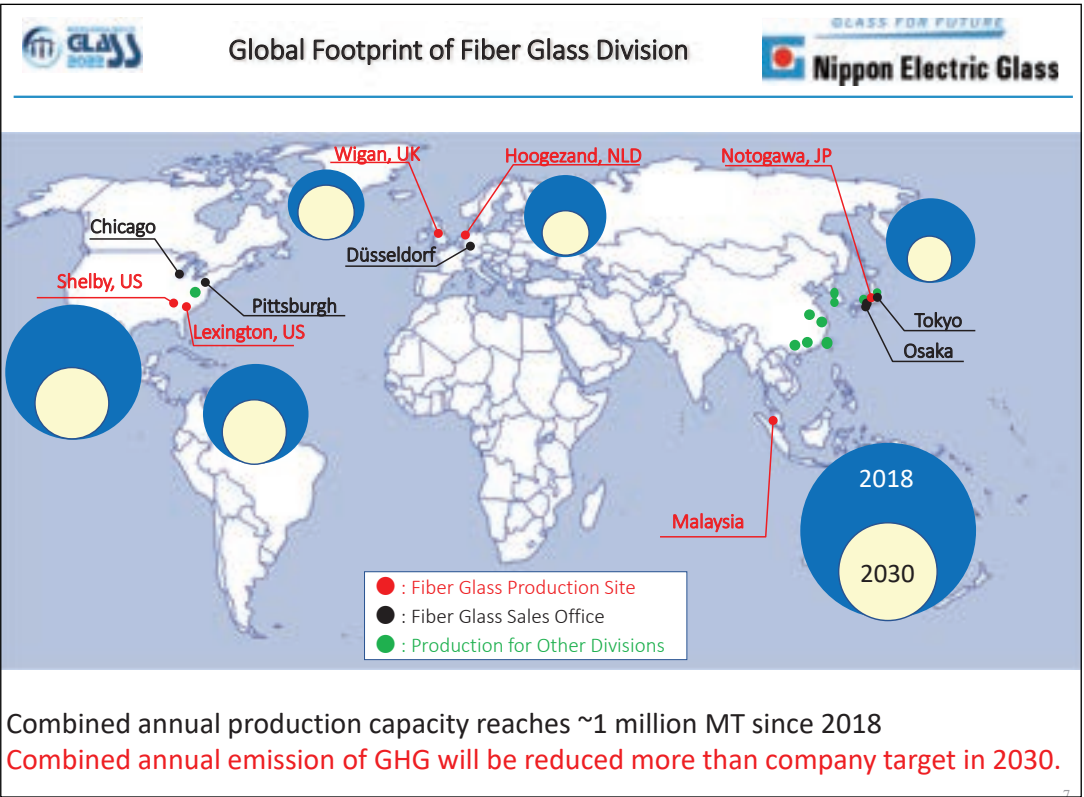 GLASS
2022
Global Footprint of Fiber Glass Division
GLASS FOR FUTURE
Nippon Electric Glass
Wigan, UK
Hoogezand, NLD
Notogawa, JP
Chicago
Düsseldorf
Shelby, US
Pittsburgh
Lexington, US
Tokyo
Osaka
2018
Malaysia
2030
: Fiber Glass Production Site
: Fiber Glass Sales Office
: Production for Other Divisions
Combined annual production capacity reaches ~1 million MT since 2018
Combined annual emission of GHG will be reduced more than company target in 2030.
7